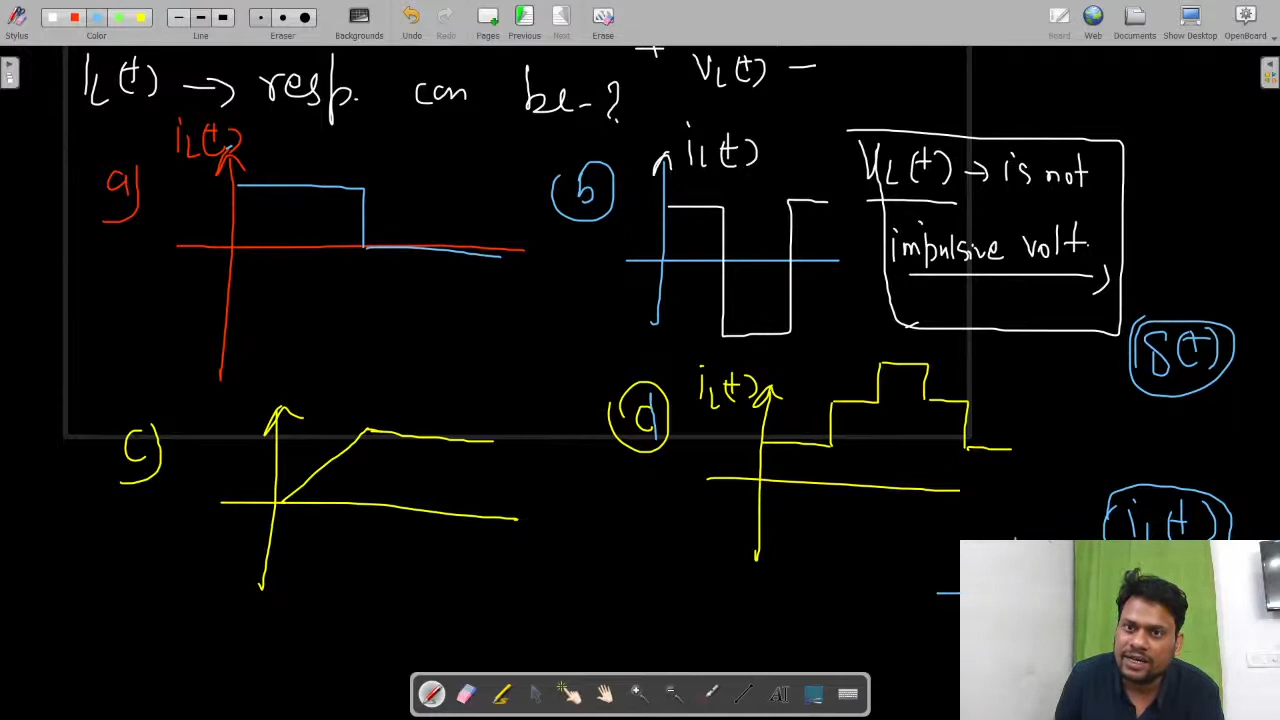 Stylus
Color
Line
Eraser
Backgrounds
Undo
Redo
Pages
Previous
Next
Erase
Board
Web
Documents
Show Desktop
OpenBoard
iL(t) → resp. can be - ?
+ VL(t) −
a)
iL(t)
b
iL(t)
VL(t) → is not
impulsive volt.
δ(t)
c)
d
iL(t)
iL(t)
AT